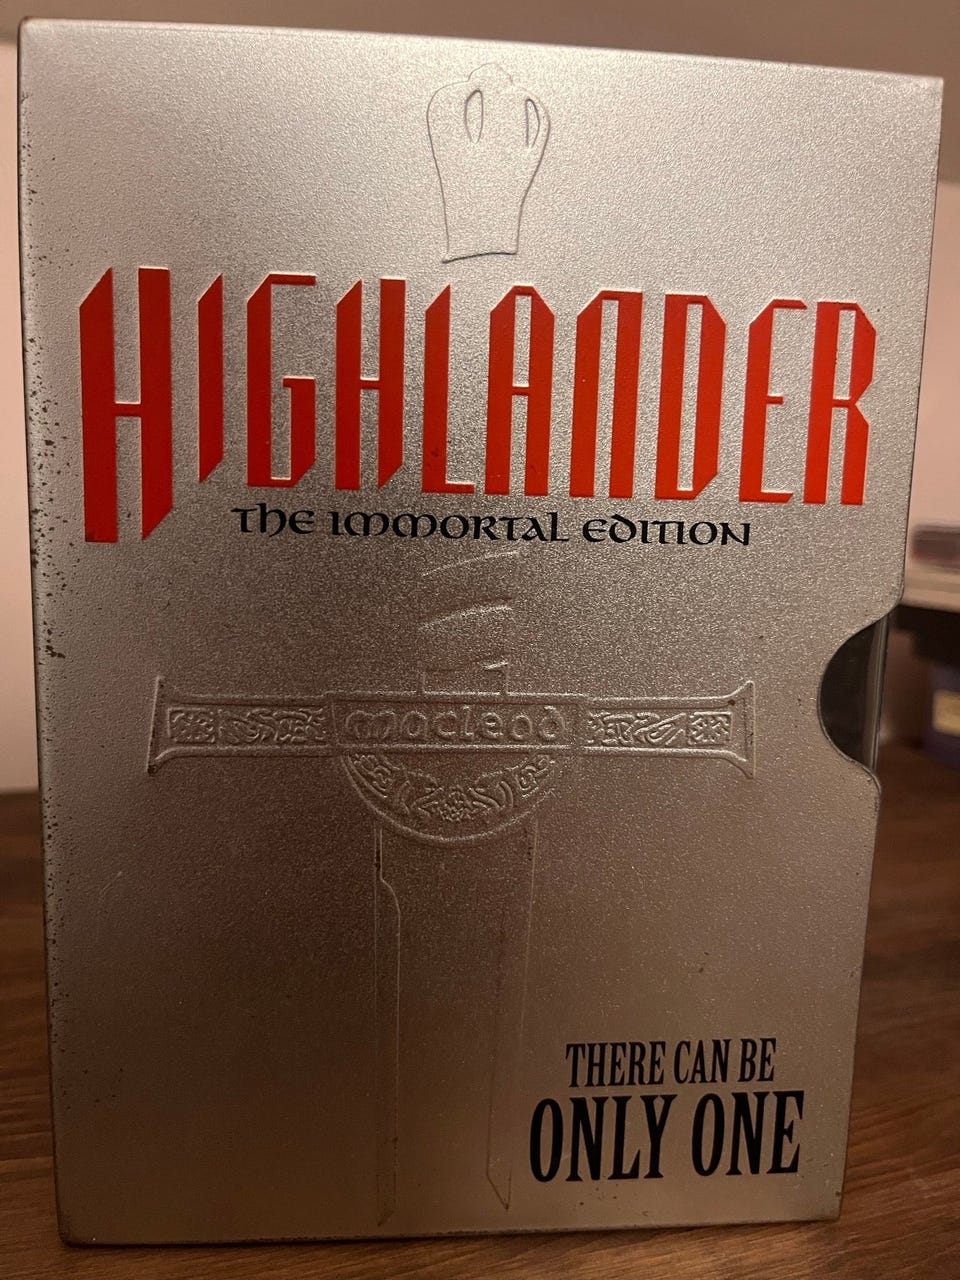 HIGHLANDER
THE IMMORTAL EDITION
macleod
THERE CAN BE
ONLY ONE